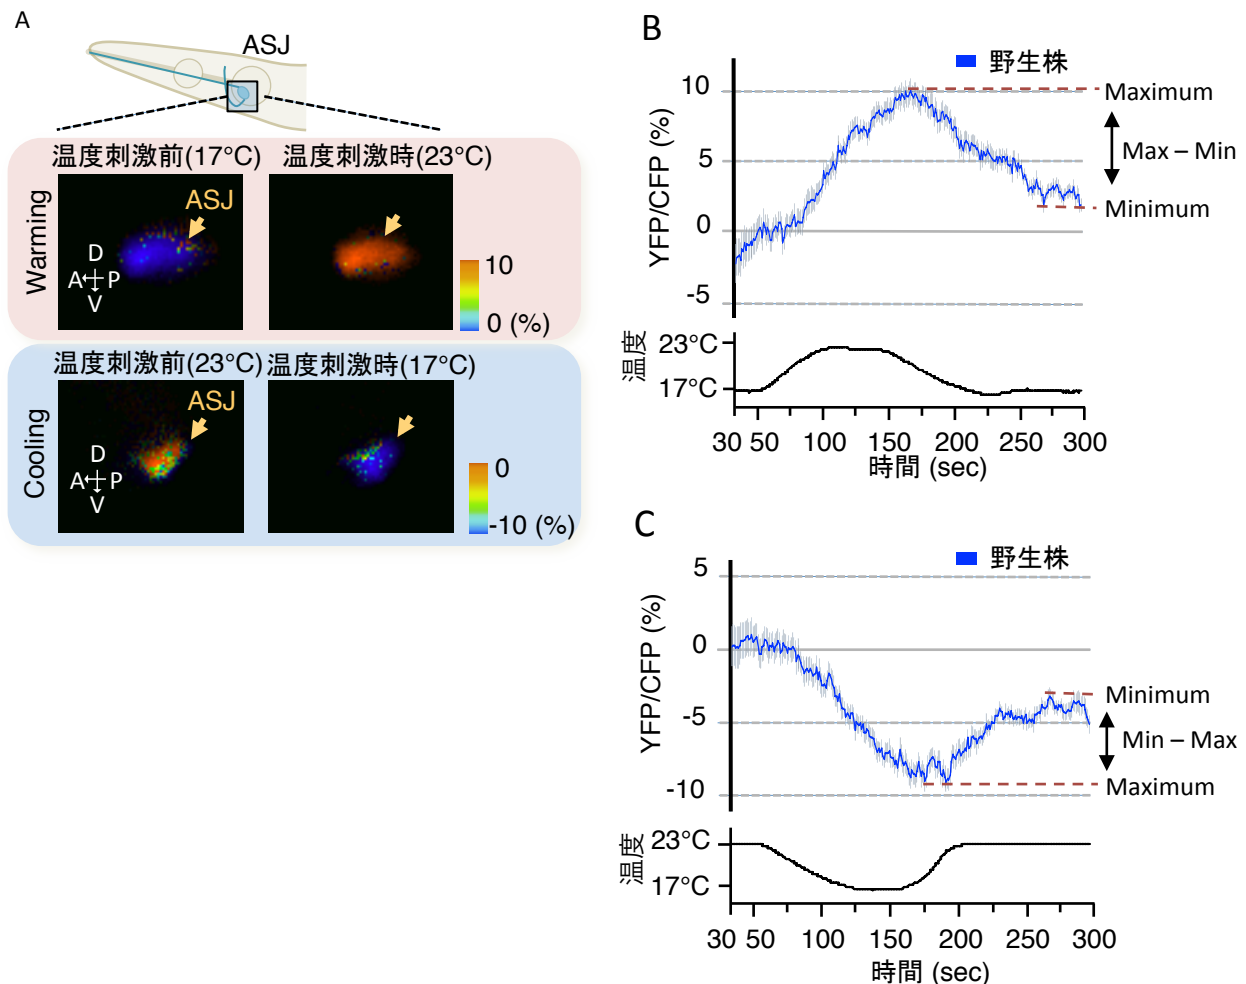 A
ASJ
温度刺激前(17°C) 温度刺激時(23°C)
Warming
ASJ
D
A P
V
10
0 (%)
温度刺激前(23°C) 温度刺激時(17°C)
Cooling
ASJ
D
A P
V
0
-10 (%)
B
野生株
YFP/CFP (%)
10
5
0
-5
Maximum
Max – Min
Minimum
温度
23°C
17°C
30 50 100 150 200 250 300
時間 (sec)
C
野生株
YFP/CFP (%)
5
0
-5
-10
Minimum
Min – Max
Maximum
温度
23°C
17°C
30 50 100 150 200 250 300
時間 (sec)